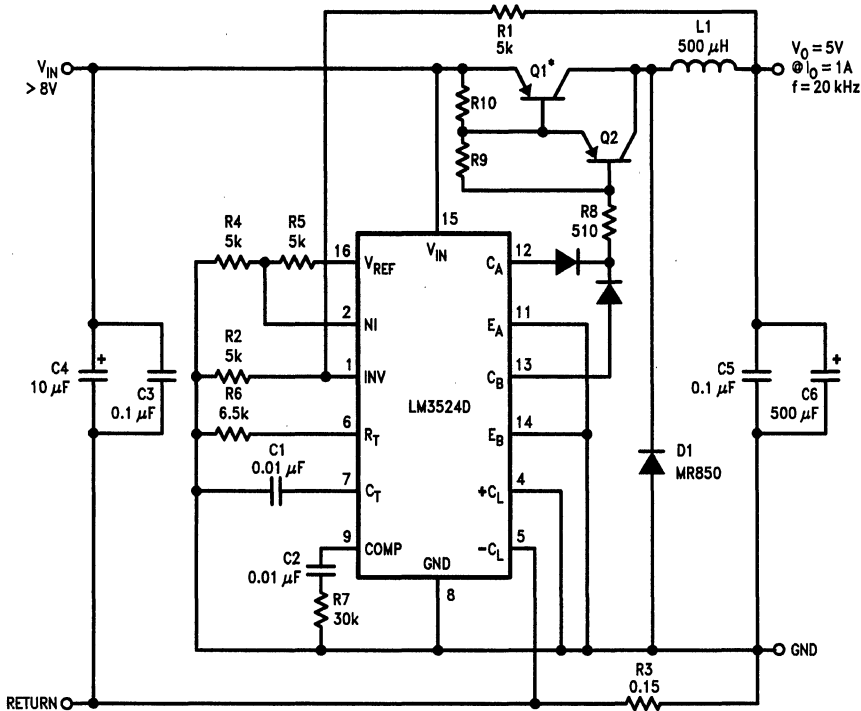 R1
5k
L1
500 μH
V_O = 5V
@ I_O = 1A
f = 20 kHz
V_IN
> 8V
Q1*
R10
Q2
R9
R8
510
15
R4
5k
R5
5k
16
V_REF
V_IN
C_A
12
2
NI
E_A
11
R2
5k
1
INV
C_B
13
C4
10 μF
+
C3
0.1 μF
LM3524D
C5
0.1 μF
+
C6
500 μF
R6
6.5k
6
R_T
E_B
14
C1
0.01 μF
7
C_T
+C_L
4
D1
MR850
9
COMP
-C_L
5
C2
0.01 μF
GND
8
R7
30k
GND
R3
0.15
RETURN